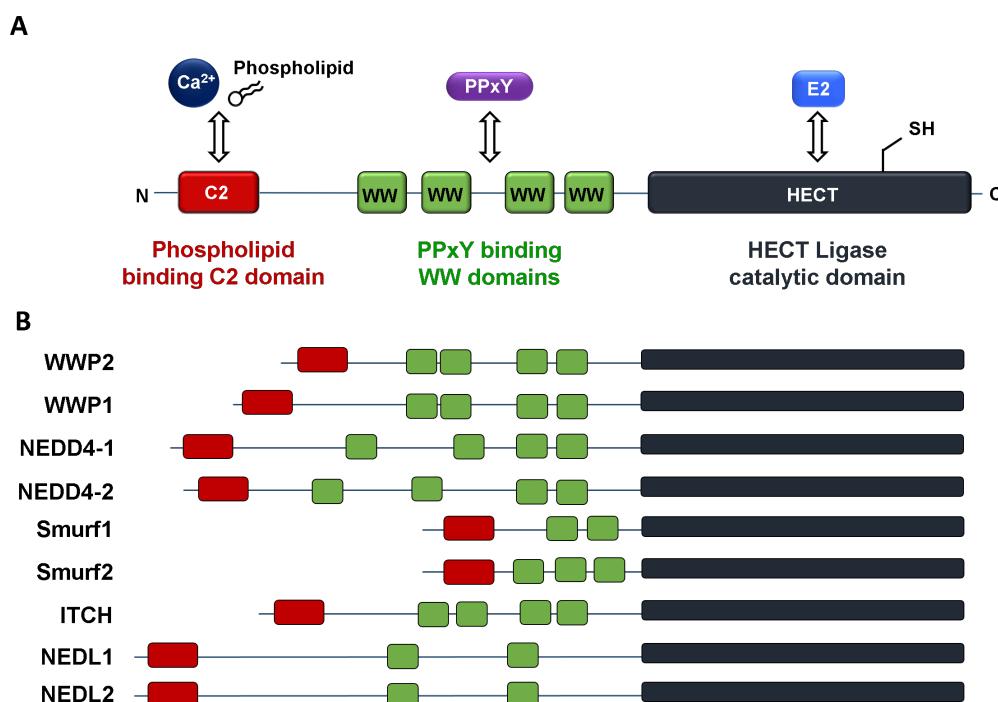 A
Ca²⁺
Phospholipid
PPxY
E2
SH
N
C2
WW
WW
WW
WW
HECT
C
Phospholipid
binding C2 domain
PPxY binding
WW domains
HECT Ligase
catalytic domain
B
WWP2
WWP1
NEDD4-1
NEDD4-2
Smurf1
Smurf2
ITCH
NEDL1
NEDL2